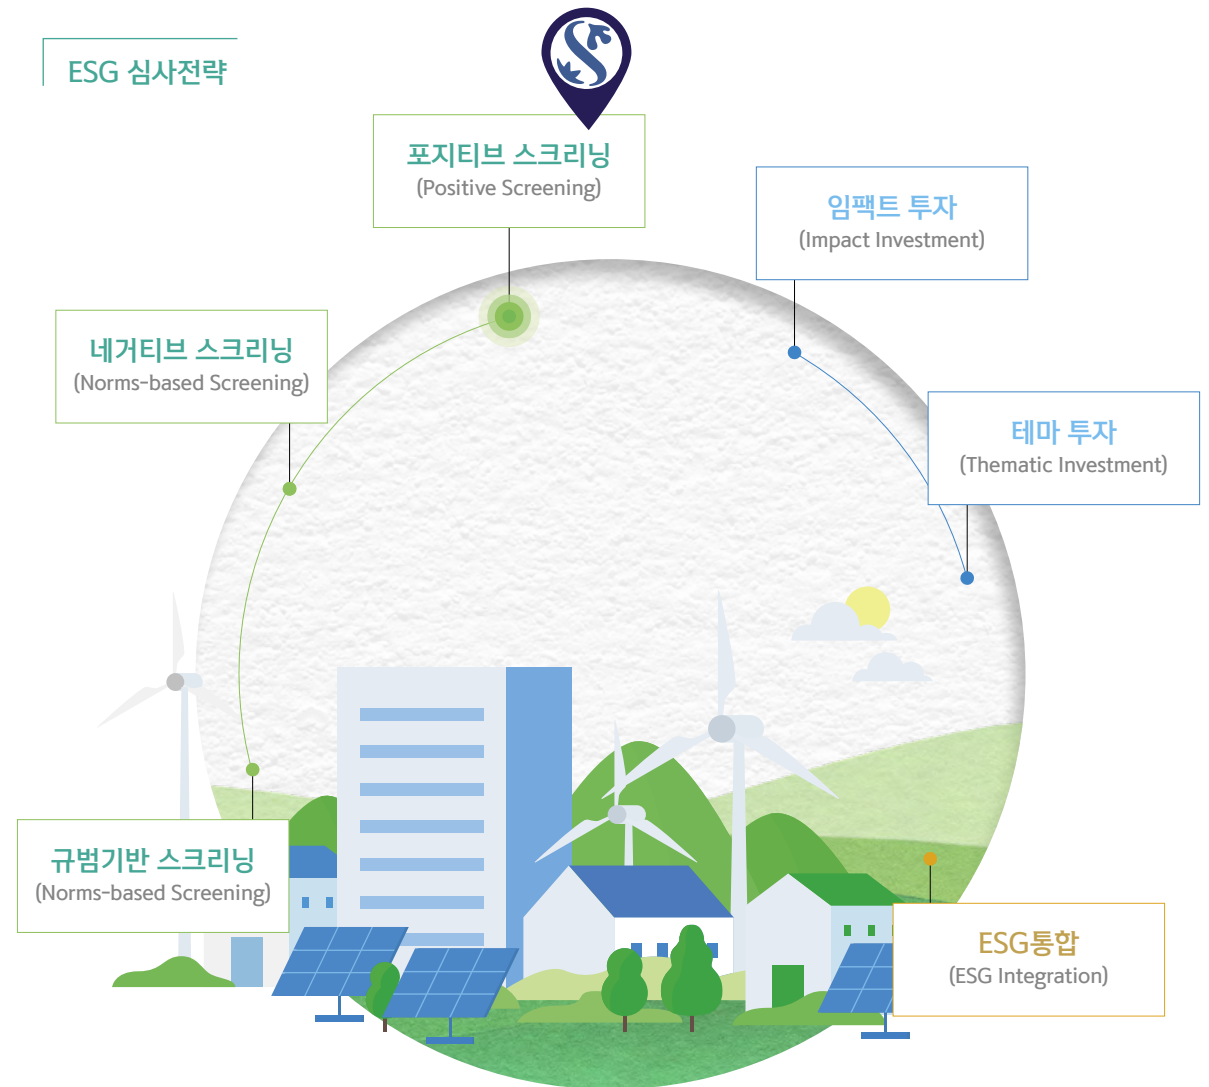 ESG 심사전략
포지티브 스크리닝
(Positive Screening)
임팩트 투자
(Impact Investment)
네거티브 스크리닝
(Norms-based Screening)
테마 투자
(Thematic Investment)
규범기반 스크리닝
(Norms-based Screening)
ESG통합
(ESG Integration)